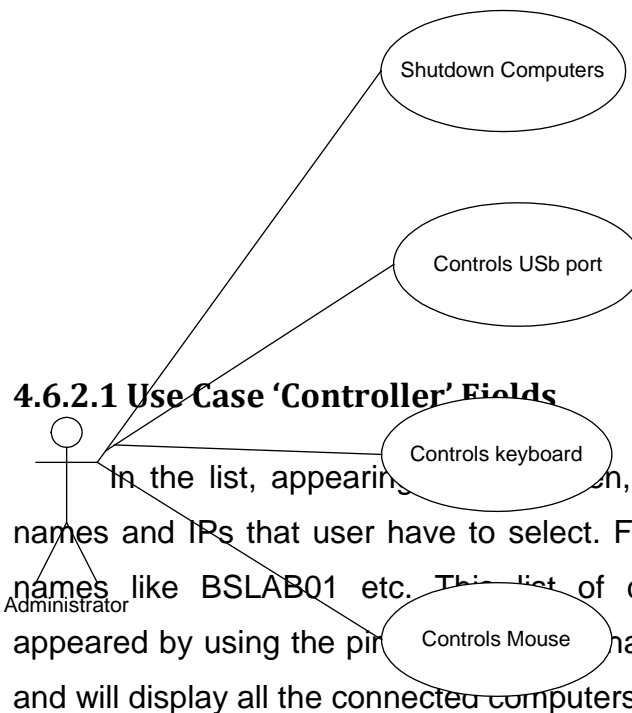 Shutdown Computers
Controls USb port
4.6.2.1 Use Case ‘Controller’ Fields
In the list, appearing
names and IPs that user have to select.
Controls keyboard
names like BSLAB01 etc. This list of
Administrator
appeared by using the
Controls Mouse
and will display all the connected computers